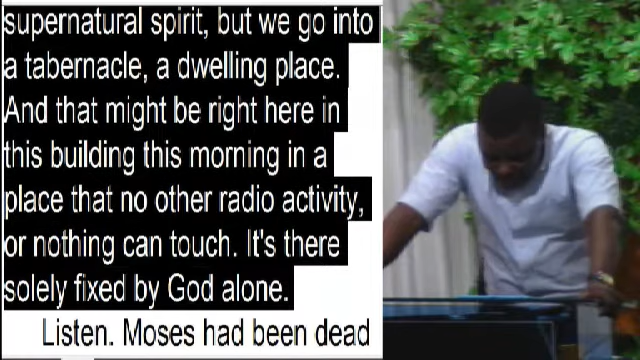 supernatural spirit, but we go into
a tabernacle, a dwelling place.
And that might be right here in
this building this morning in a
place that no other radio activity,
or nothing can touch. It's there
solely fixed by God alone.
Listen. Moses had been dead